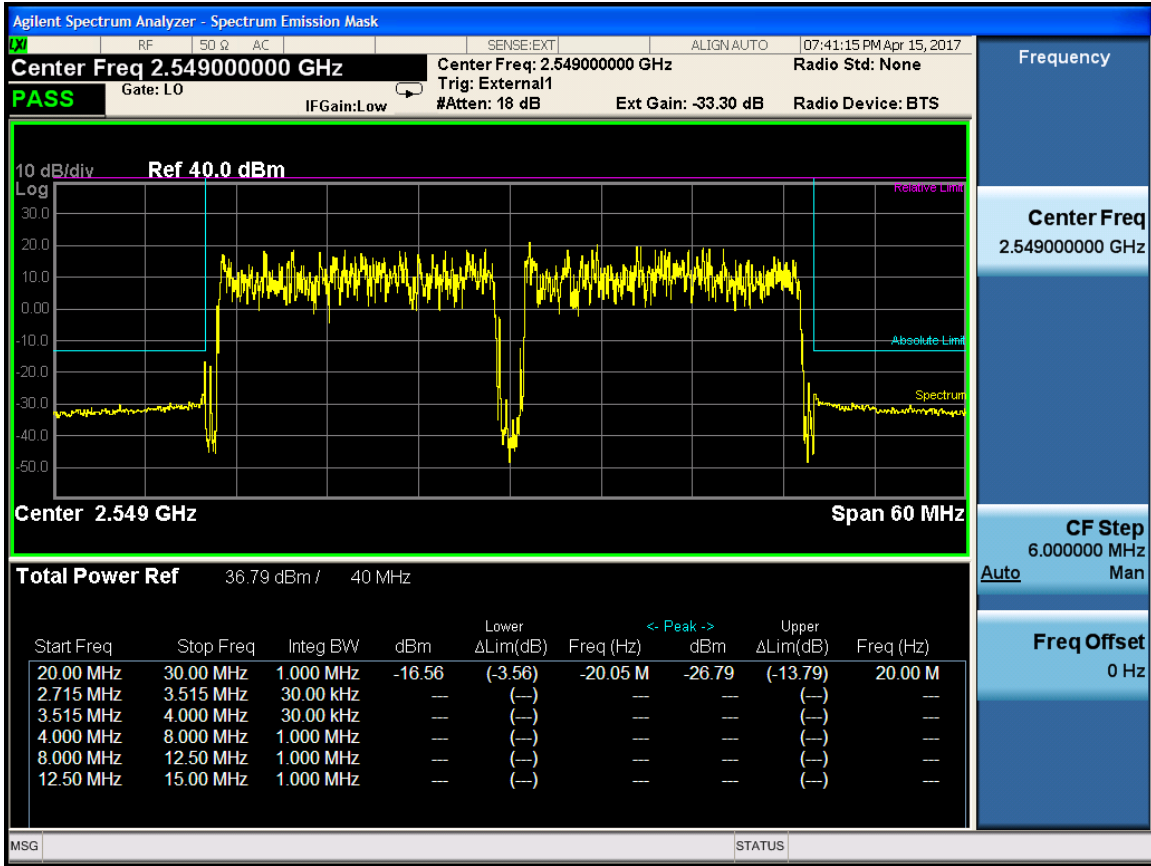 Agilent Spectrum Analyzer - Spectrum Emission Mask
LXI RF 50 Ω AC SENSE:EXT ALIGN AUTO 07:41:15 PM Apr 15, 2017
Center Freq 2.549000000 GHz Center Freq: 2.549000000 GHz Radio Std: None
PASS Gate: LO IFGain:Low Trig: External1
#Atten: 18 dB Ext Gain: -33.30 dB Radio Device: BTS
10 dB/div Ref 40.0 dBm
Log
Relative Limit
30.0
20.0
10.0
0.00
-10.0
Absolute Limit
-20.0
-30.0
Spectrum
-40.0
-50.0
Center 2.549 GHz Span 60 MHz
Total Power Ref 36.79 dBm / 40 MHz
Lower <- Peak -> Upper
Start Freq Stop Freq Integ BW dBm ΔLim(dB) Freq (Hz) dBm ΔLim(dB) Freq (Hz)
20.00 MHz 30.00 MHz 1.000 MHz -16.56 (-3.56) -20.05 M -26.79 (-13.79) 20.00 M
2.715 MHz 3.515 MHz 30.00 kHz --- (---) --- --- (---) ---
3.515 MHz 4.000 MHz 30.00 kHz --- (---) --- --- (---) ---
4.000 MHz 8.000 MHz 1.000 MHz --- (---) --- --- (---) ---
8.000 MHz 12.50 MHz 1.000 MHz --- (---) --- --- (---) ---
12.50 MHz 15.00 MHz 1.000 MHz --- (---) --- --- (---) ---
MSG STATUS
Frequency
Center Freq
2.549000000 GHz
CF Step
6.000000 MHz
Auto Man
Freq Offset
0 Hz